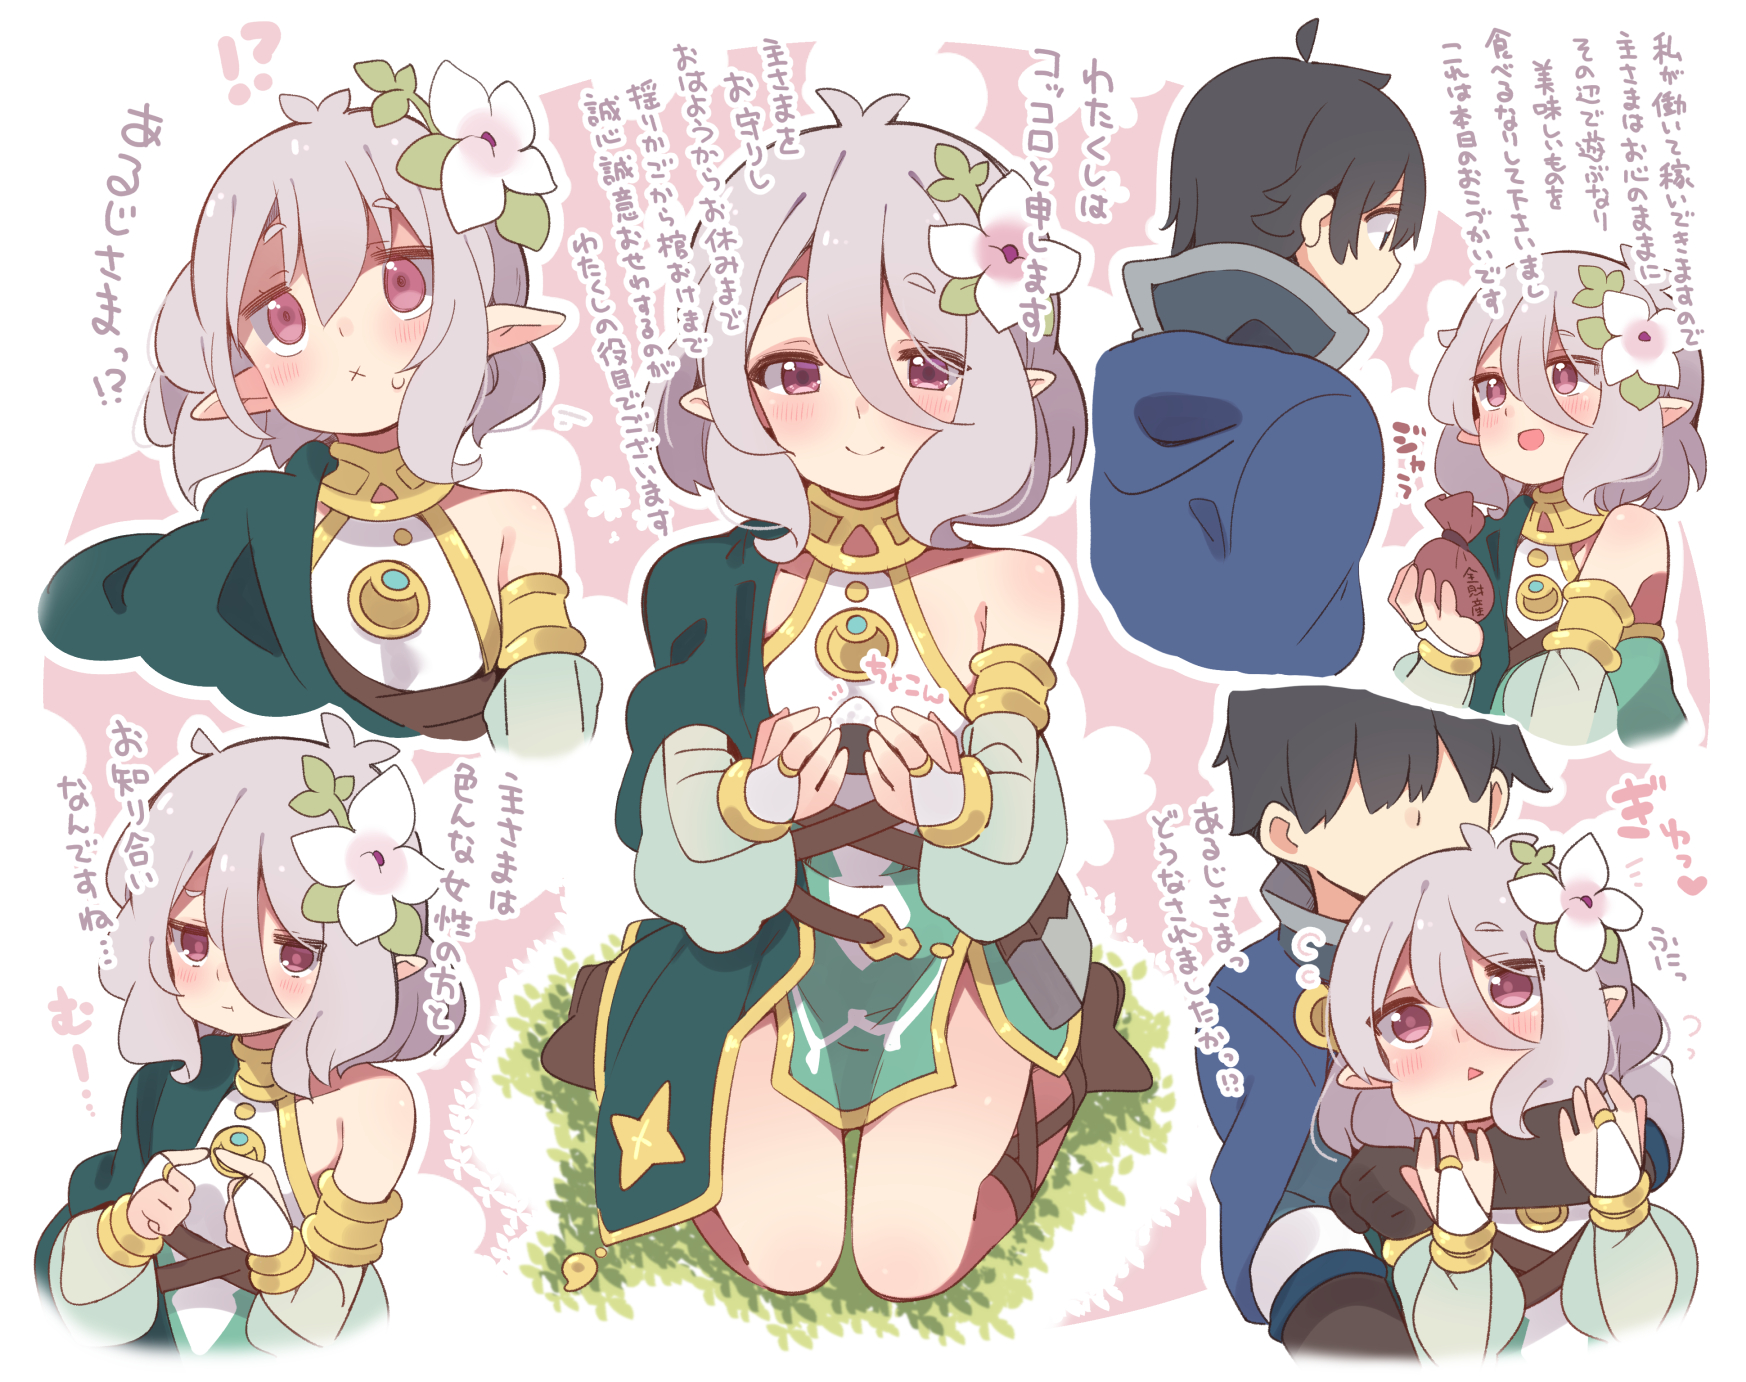 私が働いて稼いできますので
主さまはお心のままに
その辺で遊ぶなり
美味しいものを
食べるなりして下さいまし
これは本日のおこづかいです
ジャラ
全財産
わたくしは
コッコロと申します
主さまを
お守りし
おはようからお休みまで
揺りかごから棺おけまで
誠心誠意おせわするのが
わたくしの役目でございます
ちょこん
!?
めんにみせっ!?
主さまは
色んな女性の方と
お知り合い
なんですね…
むー…
ぎゅっ♥
ふにっ
あるじさまっ
どうなされましたかっ!?